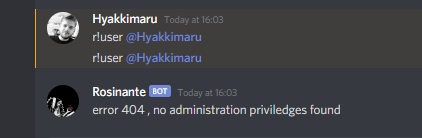 Hyakkimaru Today at 16:03
r!user @Hyakkimaru
r!user @Hyakkimaru
Rosinante BOT Today at 16:03
error 404 , no administration priviledges found